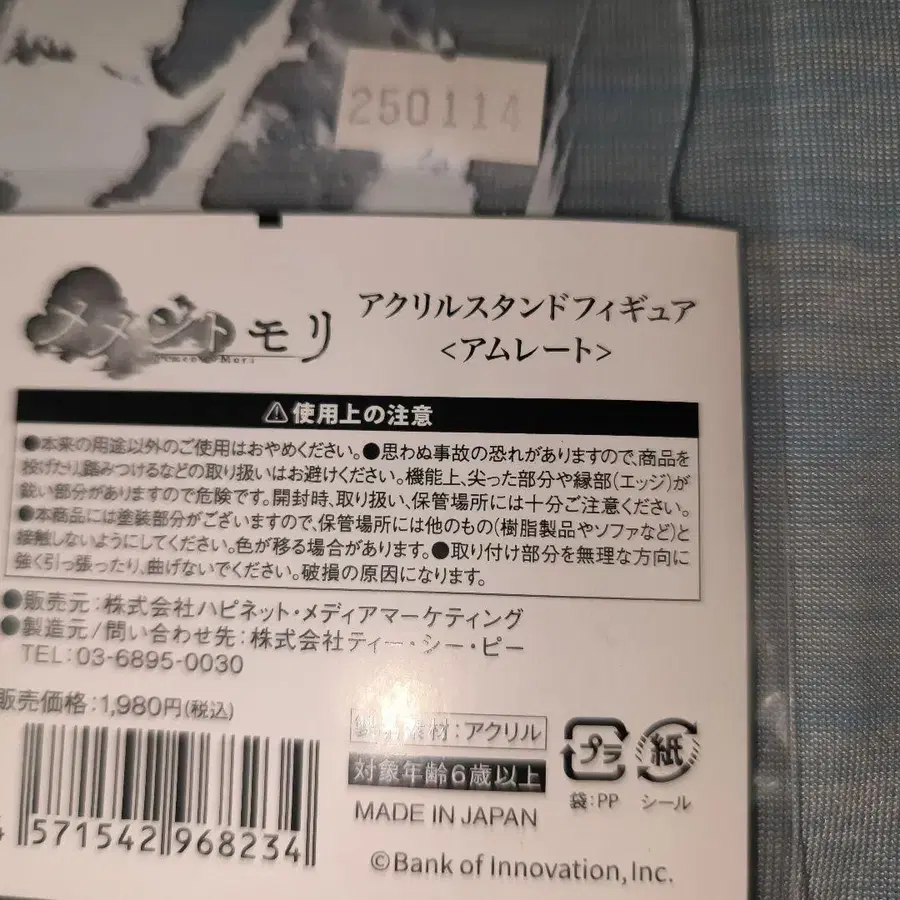 250114
メメントモリ
Memento Mori
アクリルスタンドフィギュア
<アムレート>
⚠使用上の注意
●本来の用途以外のご使用はおやめください。●思わぬ事故の恐れがありますので、商品を
投げたり、踏みつけるなどの取り扱いはお避けください。機能上、尖った部分や縁部(エッジ)が
鋭い部分がありますので危険です。開封時、取り扱い、保管場所には十分ご注意ください。
●本商品には塗装部分がございますので、保管場所には他のもの(樹脂製品やソファなど)と
接触しないようにしてください。色が移る場合があります。●取り付け部分を無理な方向に
強く引っ張ったり、曲げないでください。破損の原因になります。
●販売元:株式会社ハピネット・メディアマーケティング
●製造元/問い合わせ先:株式会社ティー・シー・ピー
TEL:03-6895-0030
販売価格:1,980円(税込)
素材:アクリル
対象年齢6歳以上
MADE IN JAPAN
プラ
袋:PP
紙
シール
4 571542 968234
©Bank of Innovation, Inc.